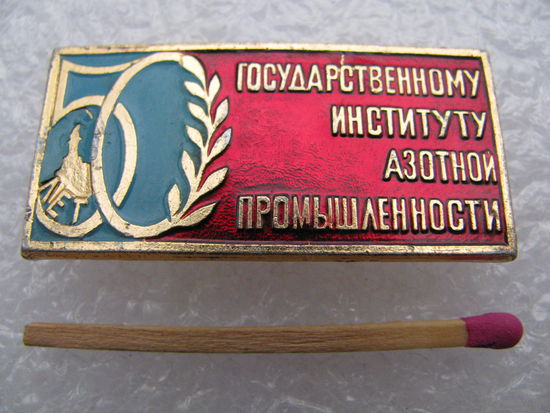 50
ЛЕТ
ГОСУДАРСТВЕННОМУ
ИНСТИТУТУ
АЗОТНОЙ
ПРОМЫШЛЕННОСТИ